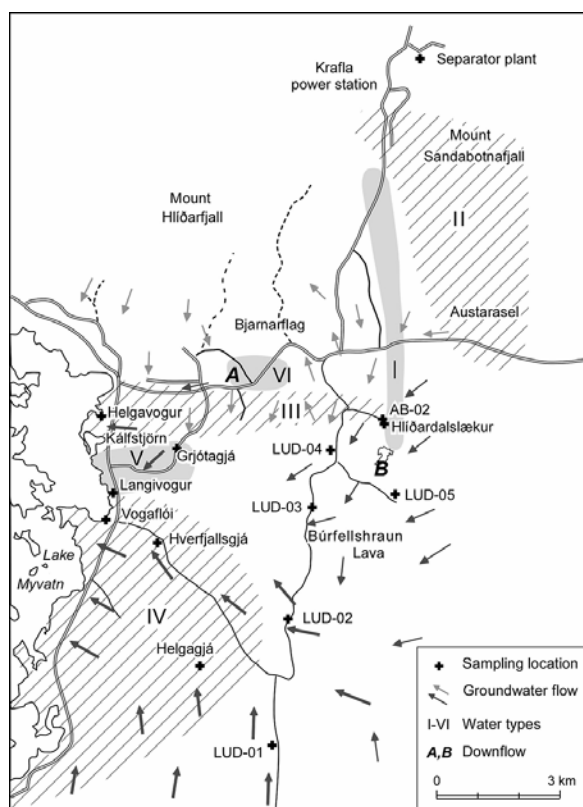 Krafla
power station
Separator plant
Mount
Sandabotnafjall
Mount
Hlíðarfjall
II
Austarasel
Bjarnarflag
A
VI
I
III
AB-02
Hlíðardalslækur
Helgavogur
Kálfstjörn
LUD-04
V
Grjótagjá
B
LUD-05
Langivogur
LUD-03
Vogaflói
Hverfjallsgjá
Búrfellshraun
Lava
Lake
Myvatn
IV
LUD-02
Helgagjá
LUD-01
Sampling location
Groundwater flow
I-VI Water types
A,B Downflow
0 3 km